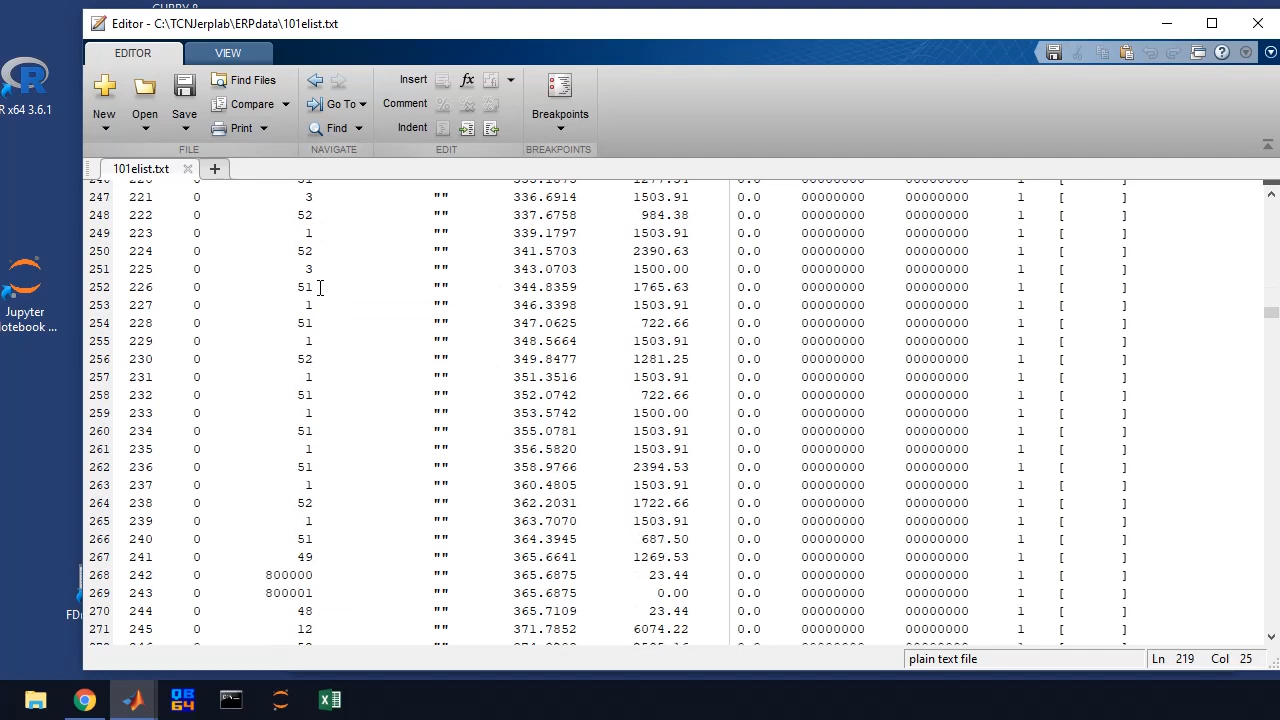 CURRY 8
Editor - C:\TCNJerplab\ERPdata\101elist.txt
EDITOR VIEW
R x64 3.6.1
New Open Save Find Files Compare Print
Go To Find
Insert fx
Comment
Indent
Breakpoints
FILE NAVIGATE EDIT BREAKPOINTS
101elist.txt
247 221 0 3 "" 336.6914 1503.91 0.0 00000000 00000000 1 [ ]
248 222 0 52 "" 337.6758 984.38 0.0 00000000 00000000 1 [ ]
249 223 0 1 "" 339.1797 1503.91 0.0 00000000 00000000 1 [ ]
250 224 0 52 "" 341.5703 2390.63 0.0 00000000 00000000 1 [ ]
251 225 0 3 "" 343.0703 1500.00 0.0 00000000 00000000 1 [ ]
252 226 0 51 "" 344.8359 1765.63 0.0 00000000 00000000 1 [ ]
253 227 0 1 "" 346.3398 1503.91 0.0 00000000 00000000 1 [ ]
254 228 0 51 "" 347.0625 722.66 0.0 00000000 00000000 1 [ ]
255 229 0 1 "" 348.5664 1503.91 0.0 00000000 00000000 1 [ ]
256 230 0 52 "" 349.8477 1281.25 0.0 00000000 00000000 1 [ ]
257 231 0 1 "" 351.3516 1503.91 0.0 00000000 00000000 1 [ ]
258 232 0 51 "" 352.0742 722.66 0.0 00000000 00000000 1 [ ]
259 233 0 1 "" 353.5742 1500.00 0.0 00000000 00000000 1 [ ]
260 234 0 51 "" 355.0781 1503.91 0.0 00000000 00000000 1 [ ]
261 235 0 1 "" 356.5820 1503.91 0.0 00000000 00000000 1 [ ]
262 236 0 51 "" 358.9766 2394.53 0.0 00000000 00000000 1 [ ]
263 237 0 1 "" 360.4805 1503.91 0.0 00000000 00000000 1 [ ]
264 238 0 52 "" 362.2031 1722.66 0.0 00000000 00000000 1 [ ]
265 239 0 1 "" 363.7070 1503.91 0.0 00000000 00000000 1 [ ]
266 240 0 51 "" 364.3945 687.50 0.0 00000000 00000000 1 [ ]
267 241 0 49 "" 365.6641 1269.53 0.0 00000000 00000000 1 [ ]
268 242 0 800000 "" 365.6875 23.44 0.0 00000000 00000000 1 [ ]
269 243 0 800001 "" 365.6875 0.00 0.0 00000000 00000000 1 [ ]
270 244 0 48 "" 365.7109 23.44 0.0 00000000 00000000 1 [ ]
271 245 0 12 "" 371.7852 6074.22 0.0 00000000 00000000 1 [ ]
Jupyter
Notebook ...
plain text file Ln 219 Col 25
QB
64